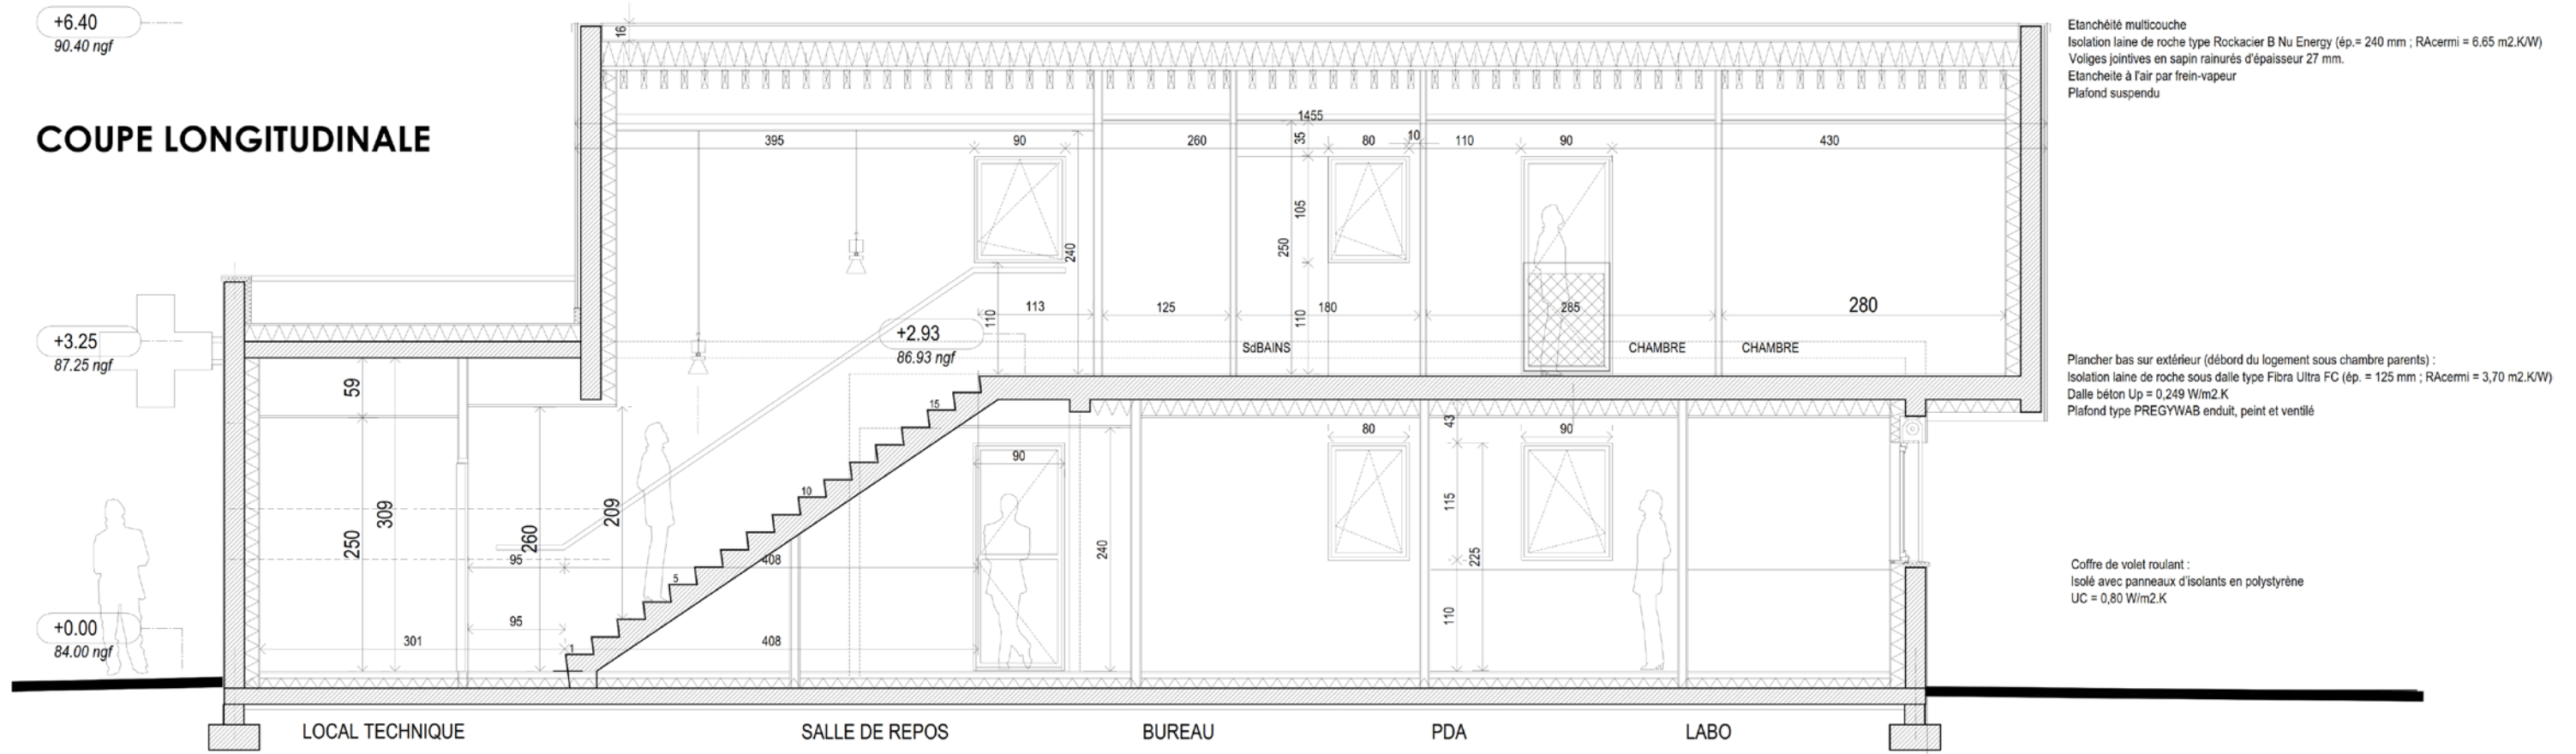 +6.40
90.40 ngf
COUPE LONGITUDINALE
16
Etanchéité multicouche
Isolation laine de roche type Rockacier B Nu Energy (ép.= 240 mm ; RAcermi = 6.65 m2.K/W)
Voliges jointives en sapin rainurés d'épaisseur 27 mm.
Etancheite à l'air par frein-vapeur
Plafond suspendu
1455
395
90
260
35
80
10
110
90
430
105
250
240
110
113
125
110
180
285
280
+3.25
87.25 ngf
+2.93
86.93 ngf
SdBAINS
CHAMBRE
CHAMBRE
Plancher bas sur extérieur (débord du logement sous chambre parents) :
Isolation laine de roche sous dalle type Fibra Ultra FC (ép. = 125 mm ; RAcermi = 3,70 m2.K/W)
Dalle béton Up = 0,249 W/m2.K
Plafond type PREGYWAB enduit, peint et ventilé
59
15
43
80
90
90
10
309
209
115
250
260
240
225
95
408
5
110
Coffre de volet roulant :
Isolé avec panneaux d'isolants en polystyrène
UC = 0,80 W/m2.K
+0.00
84.00 ngf
95
301
1
408
LOCAL TECHNIQUE
SALLE DE REPOS
BUREAU
PDA
LABO